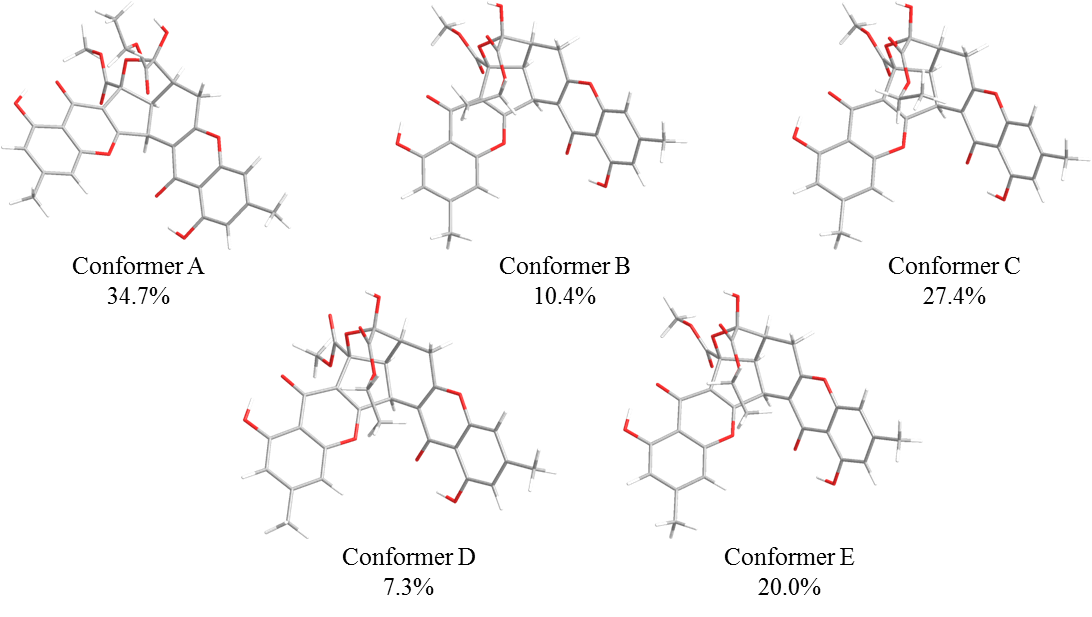 Conformer A
34.7%
Conformer B
10.4%
Conformer C
27.4%
Conformer D
7.3%
Conformer E
20.0%